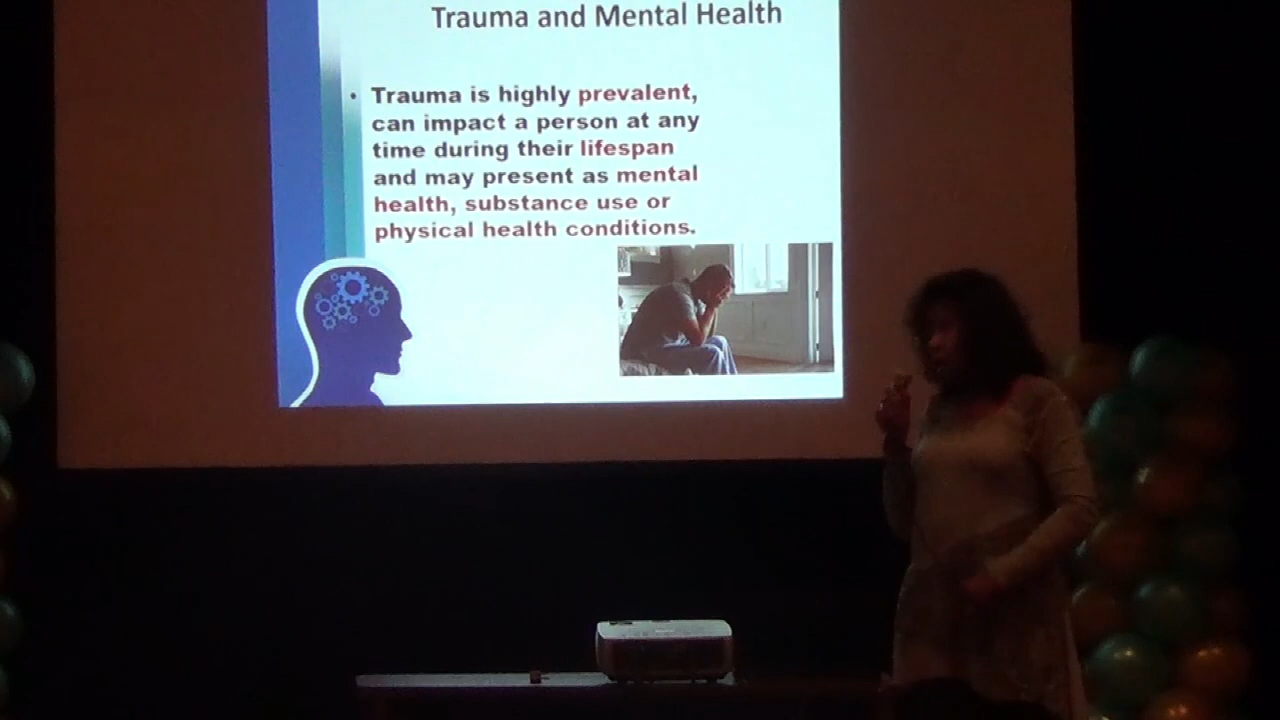 Trauma and Mental Health
• Trauma is highly prevalent,
can impact a person at any
time during their lifespan
and may present as mental
health, substance use or
physical health conditions.